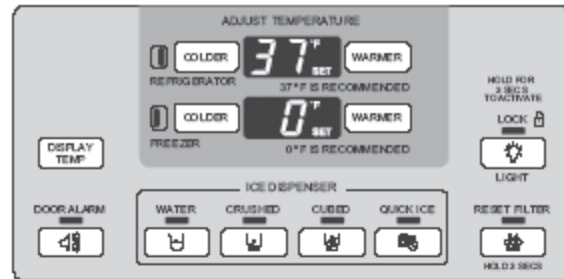 ADJUST TEMPERATURE
COLDER 37°F SET WARMER
REFRIGERATOR 37°F IS RECOMMENDED
COLDER 0°F SET WARMER
FREEZER 0°F IS RECOMMENDED
HOLD FOR
3 SECS
TO ACTIVATE
LOCK
LIGHT
DISPLAY
TEMP
ICE DISPENSER
DOOR ALARM WATER CRUSHED CUBED QUICK ICE RESET FILTER
HOLD 3 SECS